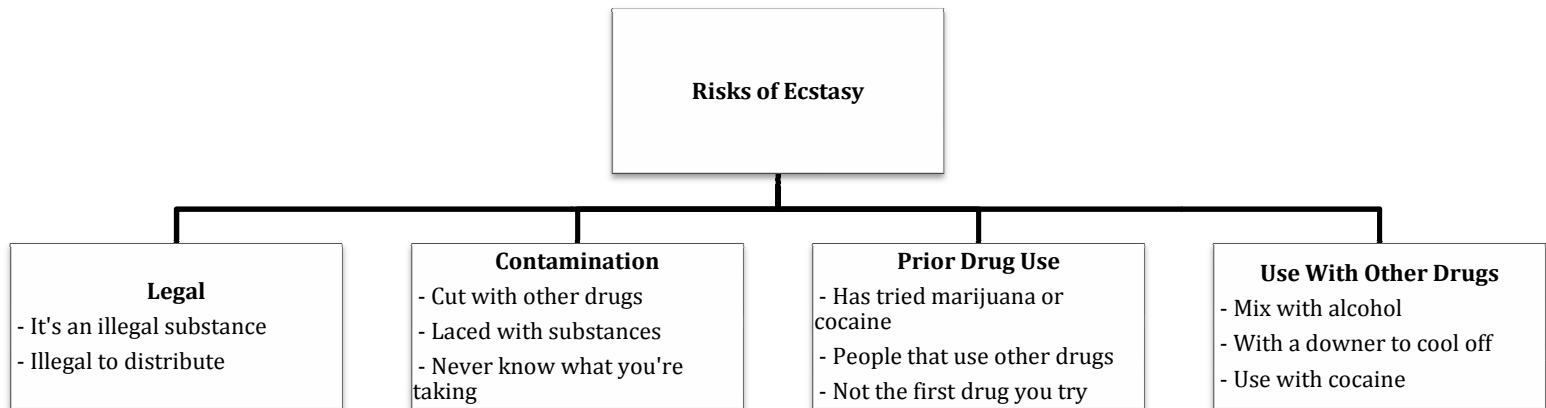 Risks of Ecstasy
Legal
- It's an illegal substance
- Illegal to distribute
Contamination
- Cut with other drugs
- Laced with substances
- Never know what you're
taking
Prior Drug Use
- Has tried marijuana or
cocaine
- People that use other drugs
- Not the first drug you try
Use With Other Drugs
- Mix with alcohol
- With a downer to cool off
- Use with cocaine